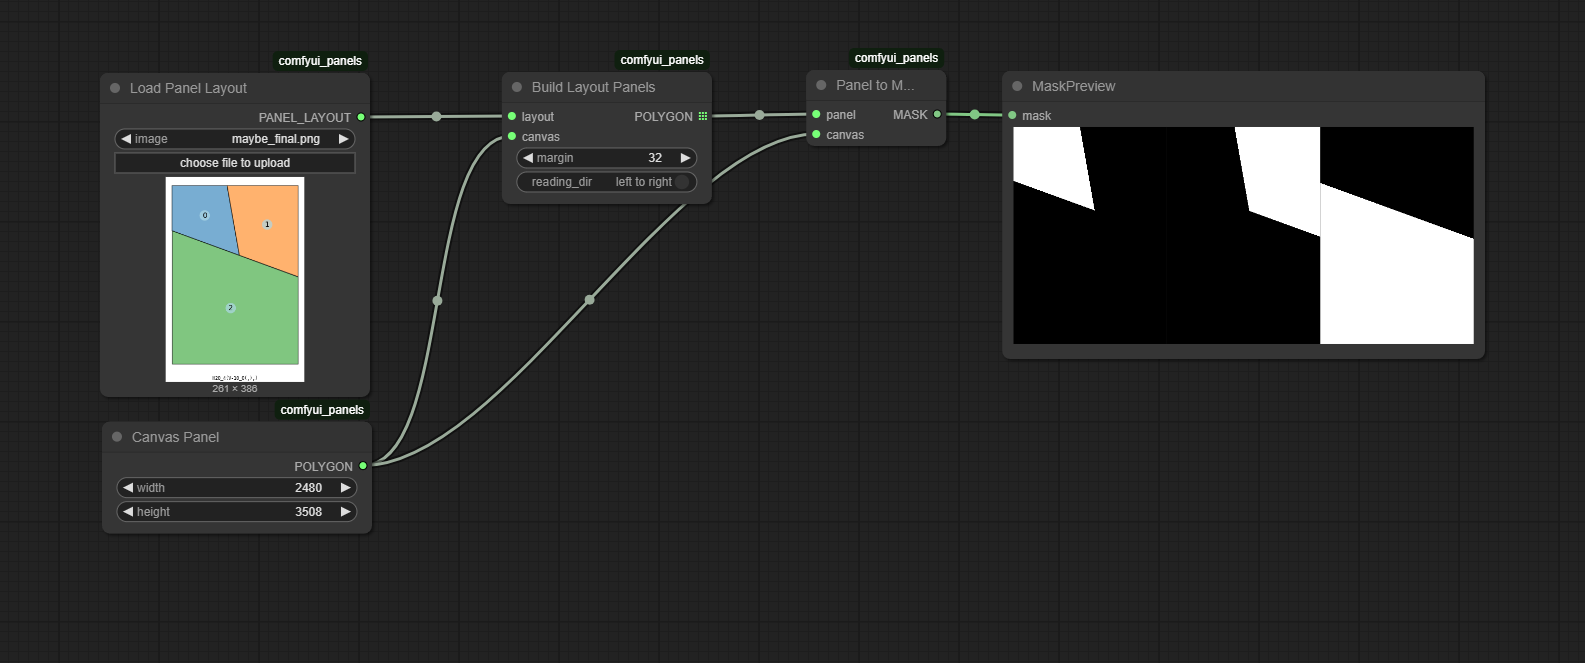 comfyui_panels
Load Panel Layout
PANEL_LAYOUT
image maybe_final.png
choose file to upload
0
1
2
261 × 386
comfyui_panels
Canvas Panel
POLYGON
width 2480
height 3508
comfyui_panels
Build Layout Panels
layout POLYGON
canvas
margin 32
reading_dir left to right
comfyui_panels
Panel to M...
panel MASK
canvas
MaskPreview
mask